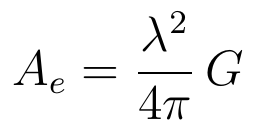 $A_e = \frac{\lambda^2}{4\pi} \, G$